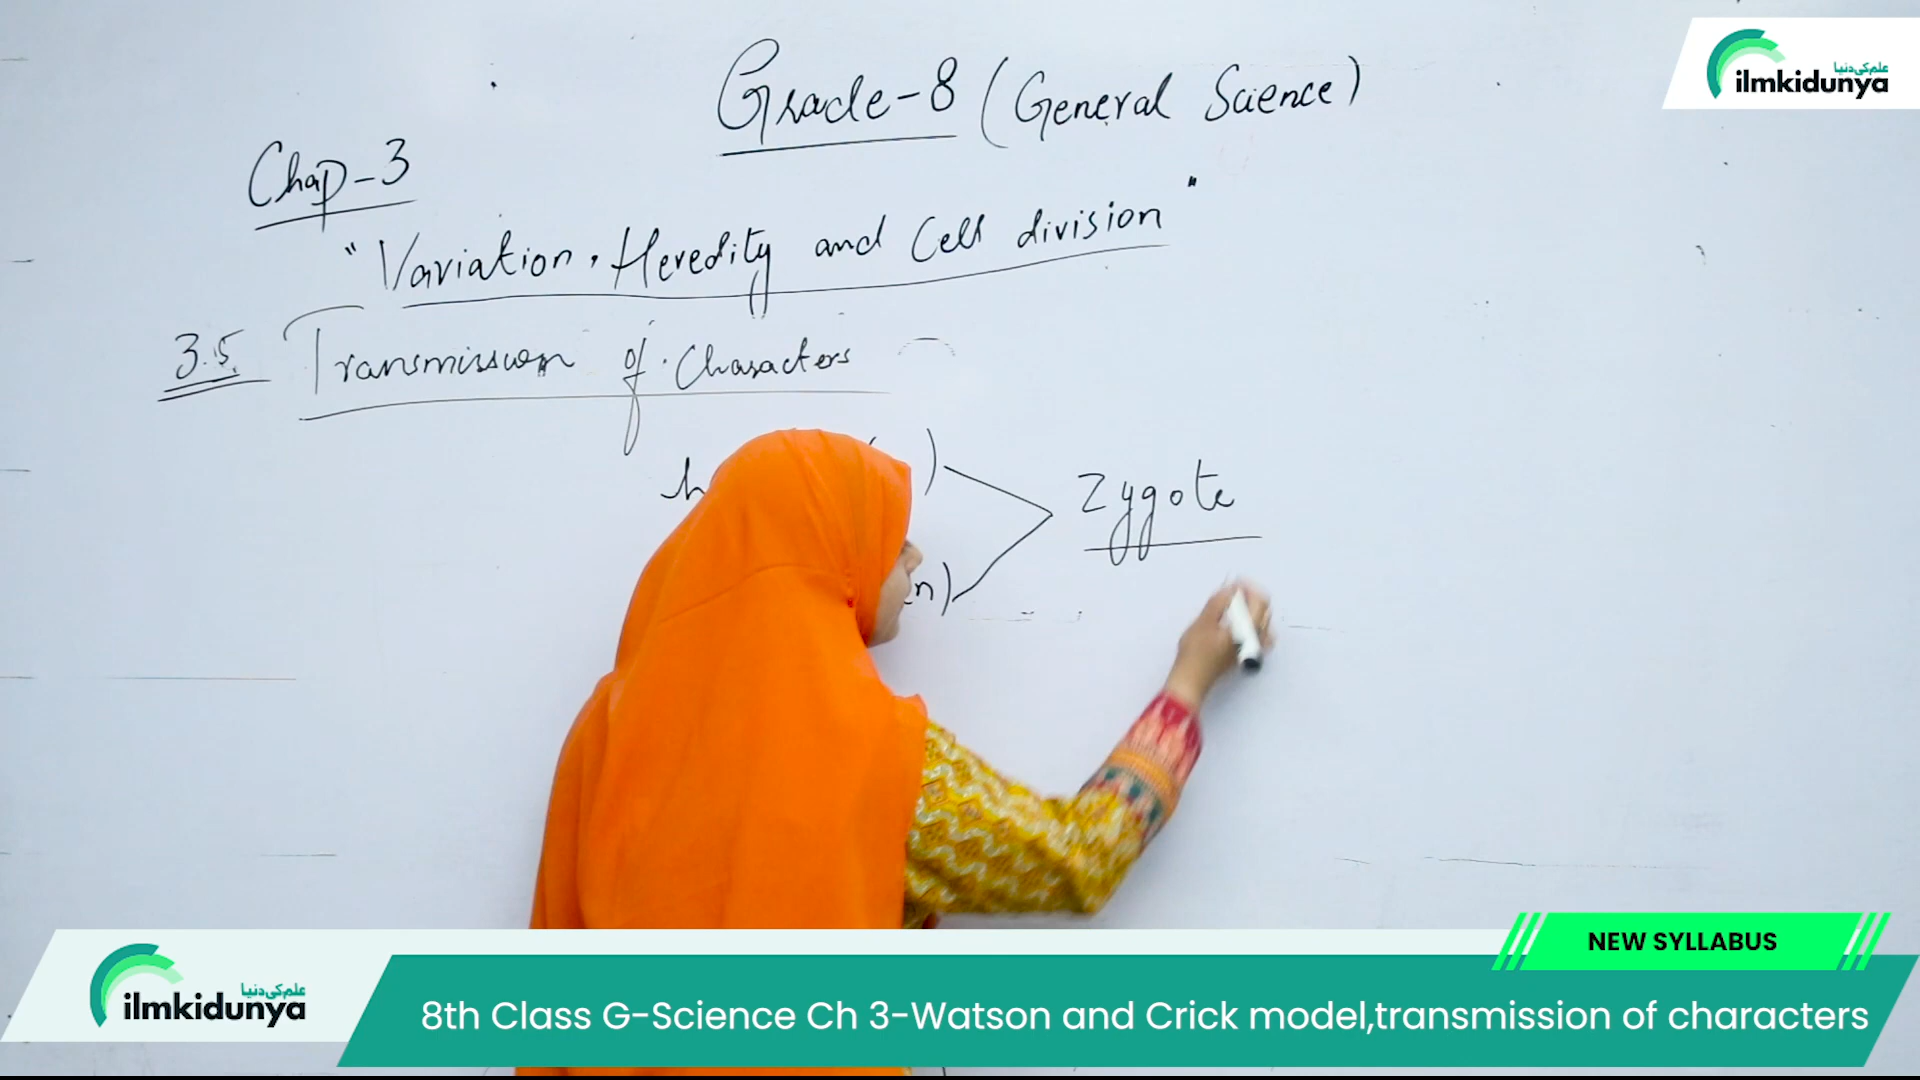 علم کی دنیا
ilmkidunya
Grade-8 (General Science)
Chap-3
"Variation, Heredity and Cell division"
3.5 Transmission of Characters
h
Zygote
n)
NEW SYLLABUS
علم کی دنیا
ilmkidunya
8th Class G-Science Ch 3-Watson and Crick model,transmission of characters